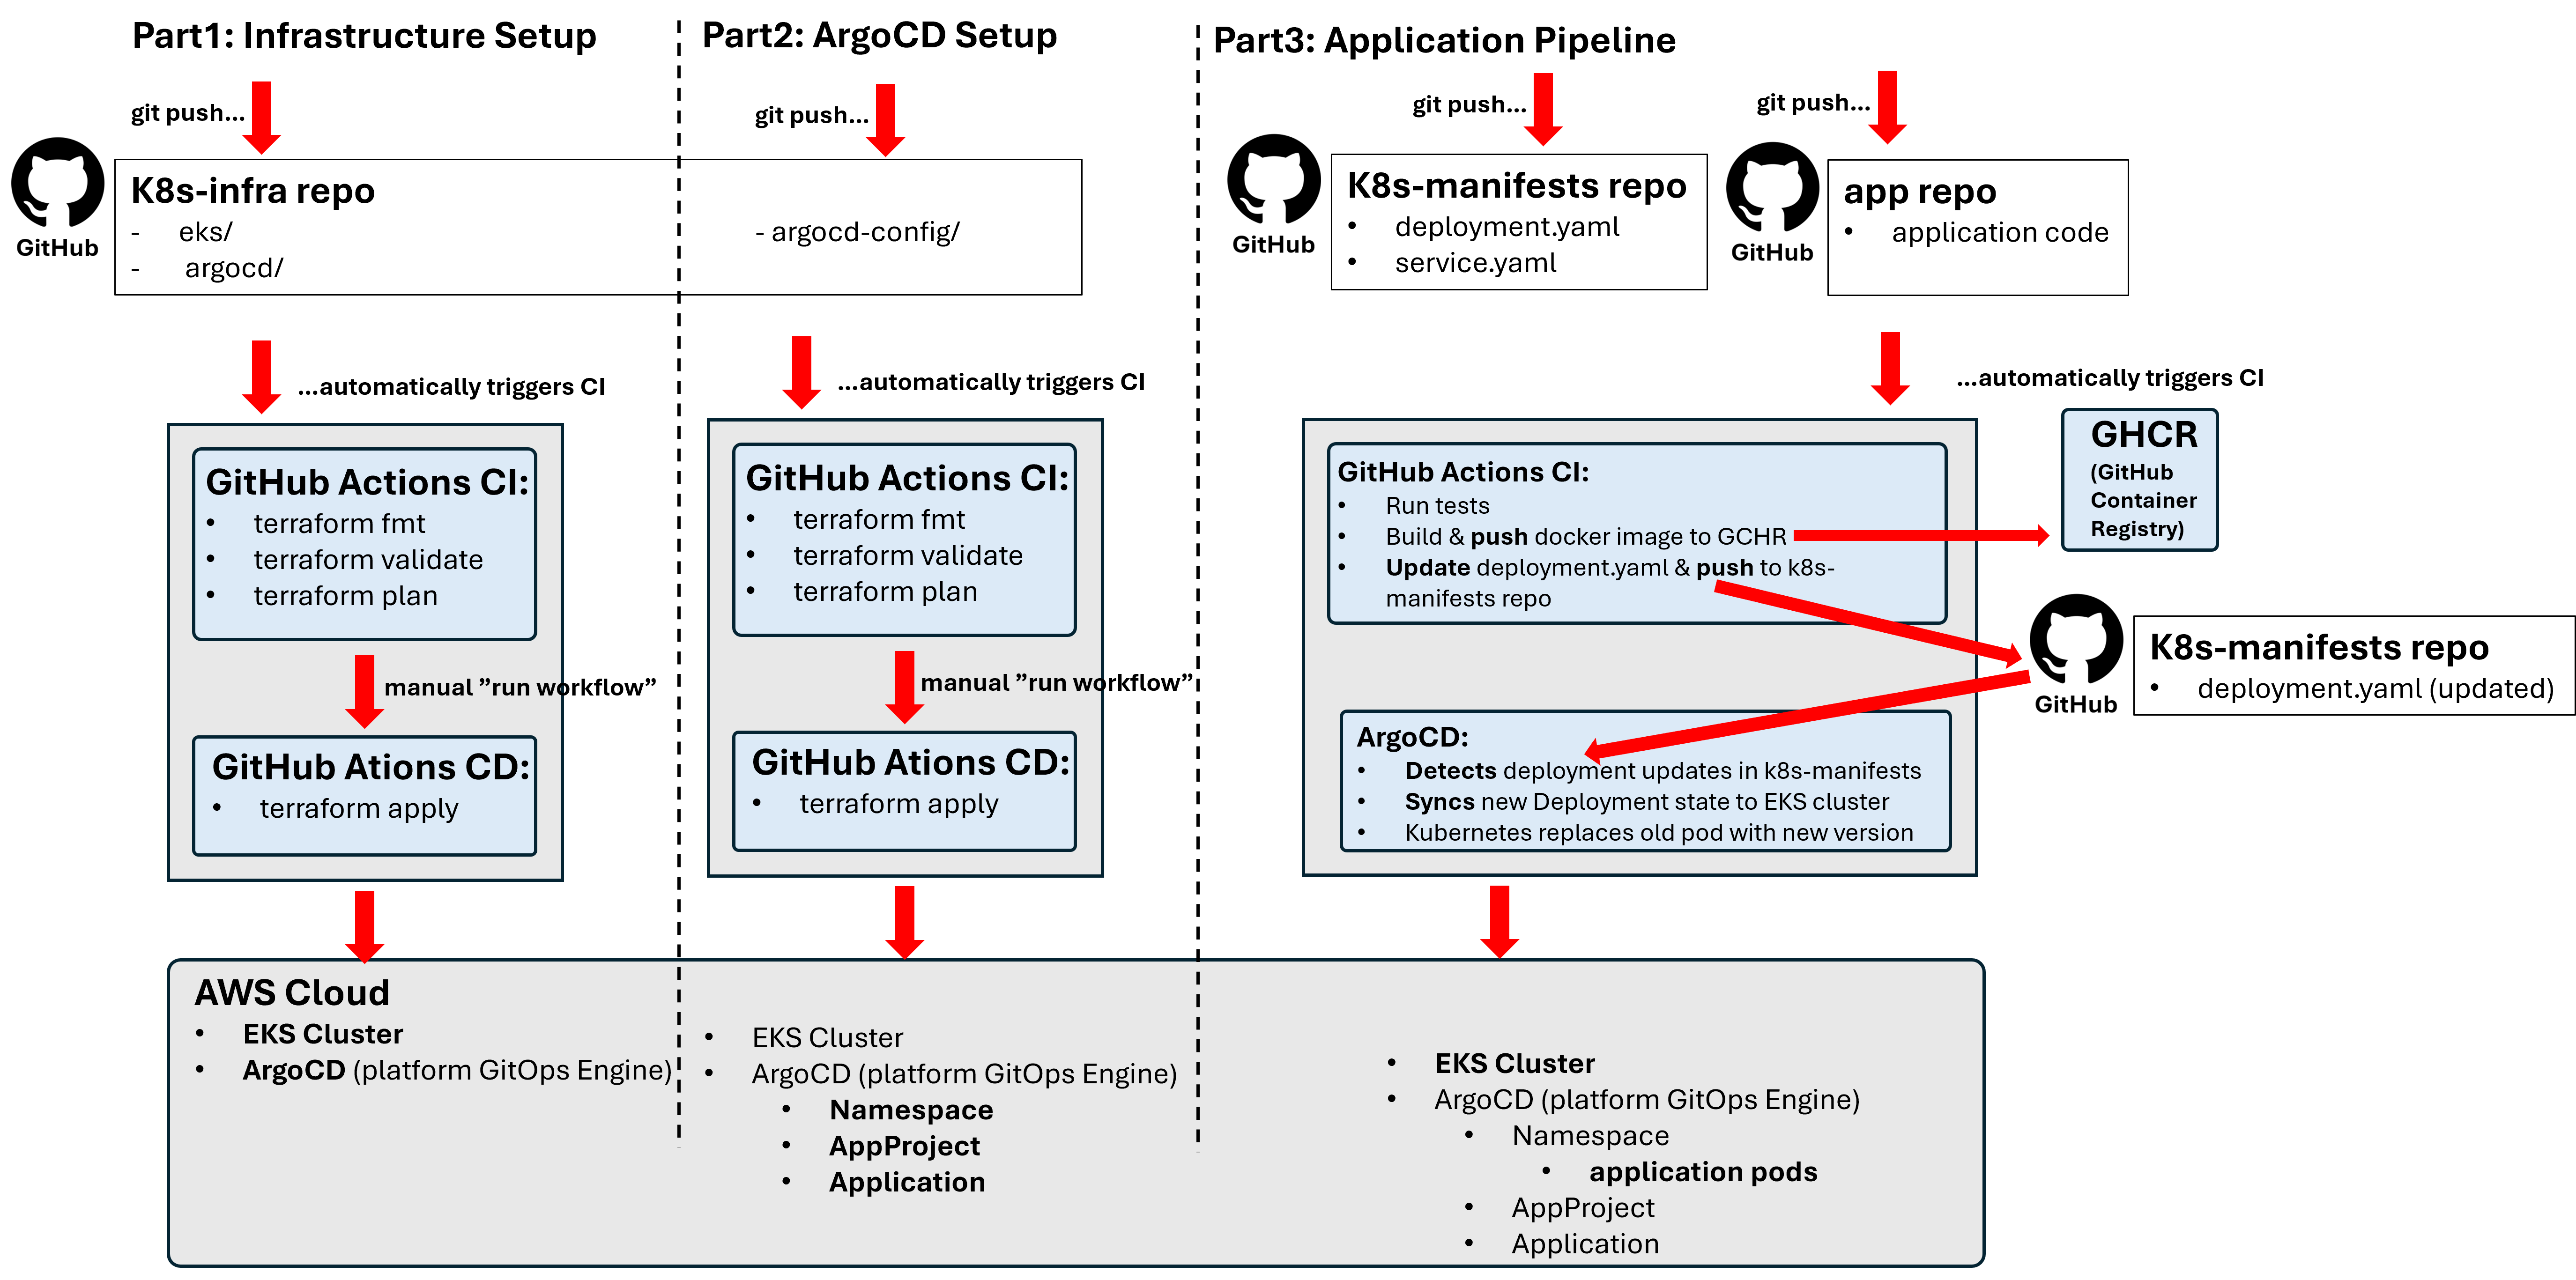 Part1: Infrastructure Setup
git push...
Part2: ArgoCD Setup
git push...
Part3: Application Pipeline
git push...
git push...
GitHub
K8s-infra repo
- eks/
- argocd/
- argocd-config/
GitHub
K8s-manifests repo
• deployment.yaml
• service.yaml
GitHub
app repo
• application code
...automatically triggers CI
...automatically triggers CI
...automatically triggers CI
GitHub Actions CI:
• terraform fmt
• terraform validate
• terraform plan
manual ”run workflow”
GitHub Ations CD:
• terraform apply
GitHub Actions CI:
• terraform fmt
• terraform validate
• terraform plan
manual ”run workflow”
GitHub Ations CD:
• terraform apply
GitHub Actions CI:
• Run tests
• Build & push docker image to GCHR
• Update deployment.yaml & push to k8s-
manifests repo
GHCR
(GitHub
Container
Registry)
GitHub
K8s-manifests repo
• deployment.yaml (updated)
ArgoCD:
• Detects deployment updates in k8s-manifests
• Syncs new Deployment state to EKS cluster
• Kubernetes replaces old pod with new version
AWS Cloud
• EKS Cluster
• ArgoCD (platform GitOps Engine)
• EKS Cluster
• ArgoCD (platform GitOps Engine)
• Namespace
• AppProject
• Application
• EKS Cluster
• ArgoCD (platform GitOps Engine)
• Namespace
• application pods
• AppProject
• Application